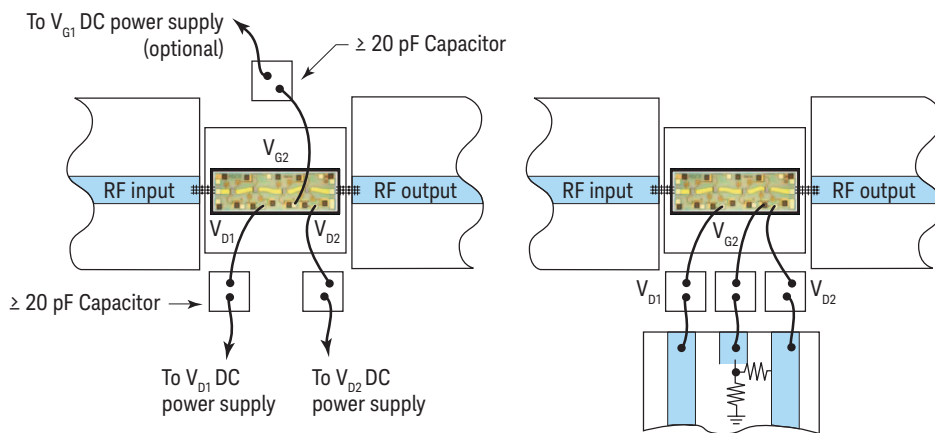 To V_G1 DC power supply
(optional)
≥ 20 pF Capacitor
V_G2
RF input
RF output
V_D1
V_D2
≥ 20 pF Capacitor
To V_D1 DC
power supply
To V_D2 DC
power supply
RF input
RF output
V_G2
V_D1
V_D2